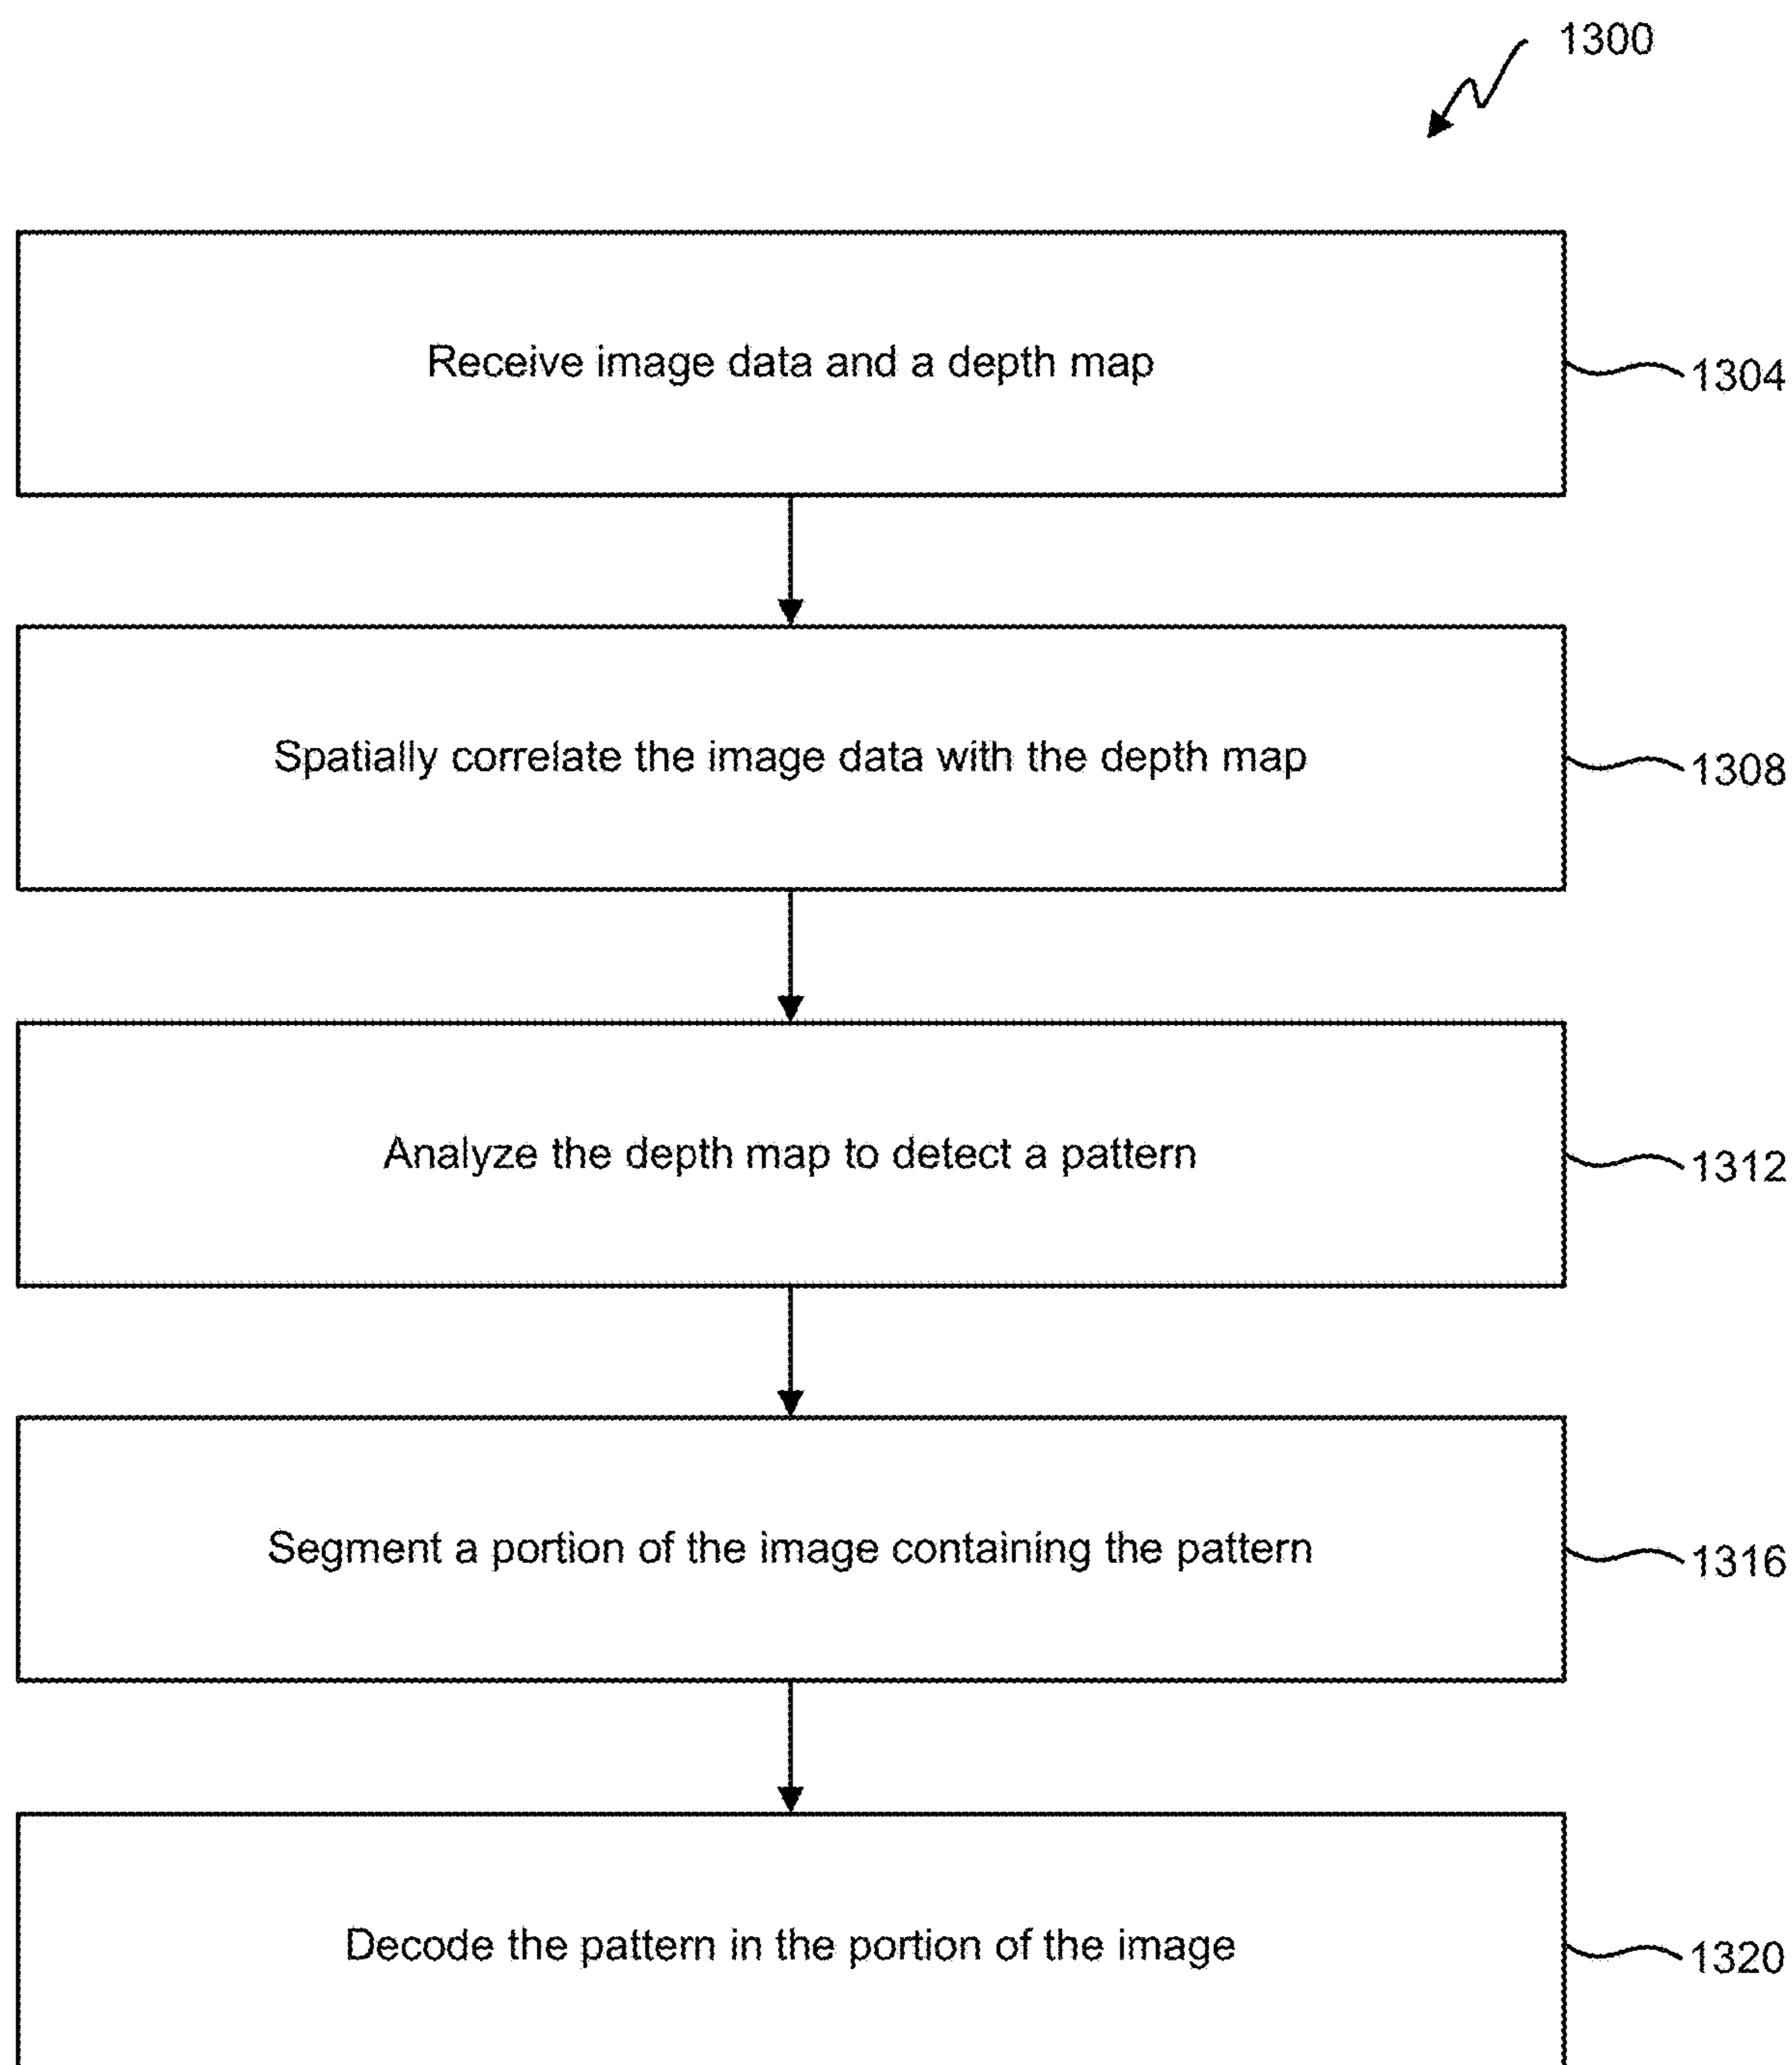 1300
Receive image data and a depth map
1304
Spatially correlate the image data with the depth map
1308
Analyze the depth map to detect a pattern
1312
Segment a portion of the image containing the pattern
1316
Decode the pattern in the portion of the image
1320